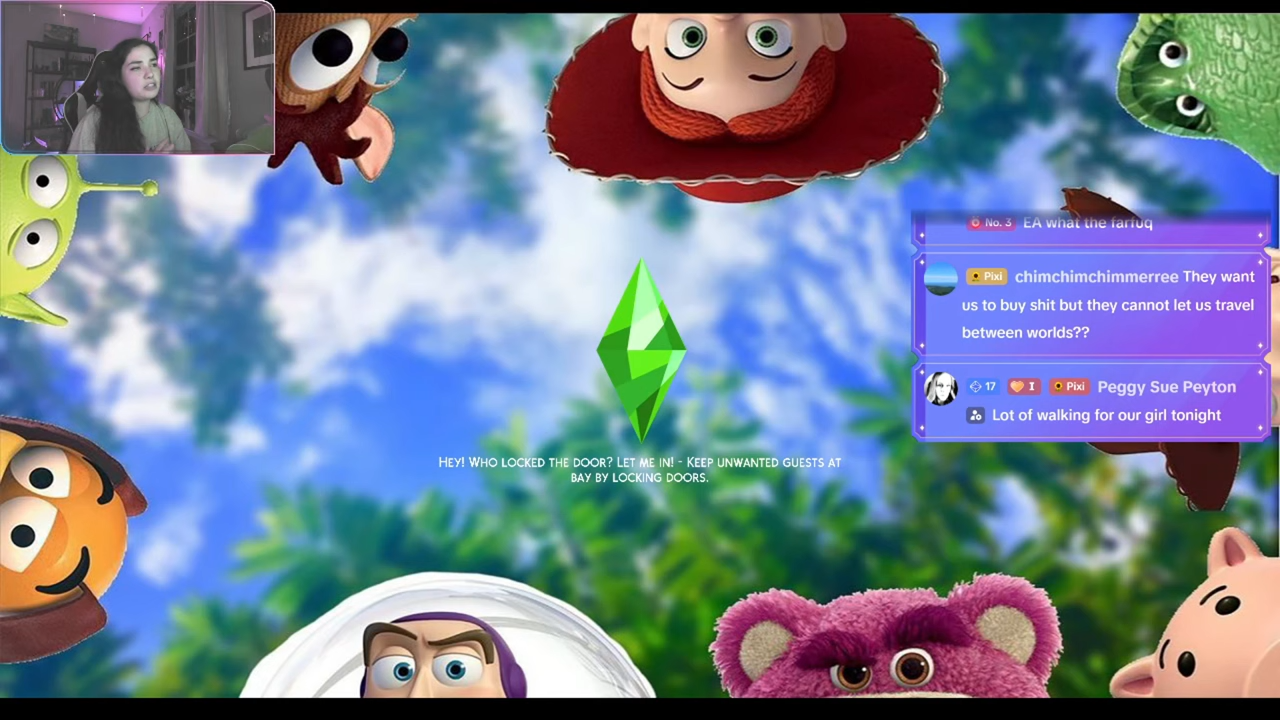 No. 3 EA what the farfuq
Pixi chimchimchimmerree They want
us to buy shit but they cannot let us travel
between worlds??
17 I Pixi Peggy Sue Peyton
Lot of walking for our girl tonight
HEY! WHO LOCKED THE DOOR? LET ME IN! - KEEP UNWANTED GUESTS AT
BAY BY LOCKING DOORS.